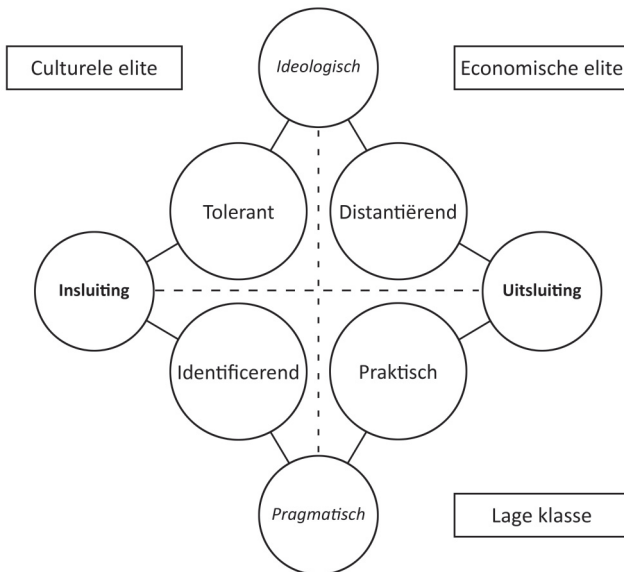 Culturele elite
Ideologisch
Economische elite
Tolerant
Distantiërend
Insluiting
Uitsluiting
Identificerend
Praktisch
Pragmatisch
Lage klasse